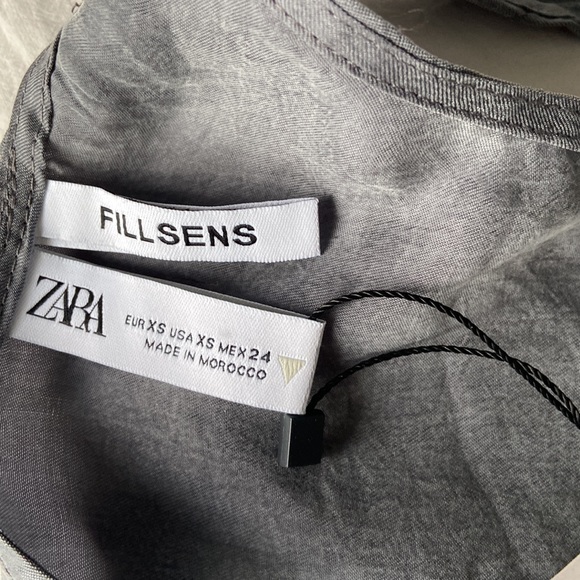 FILLSENS
ZARA
EUR XS USA XS MEX 24
MADE IN MOROCCO